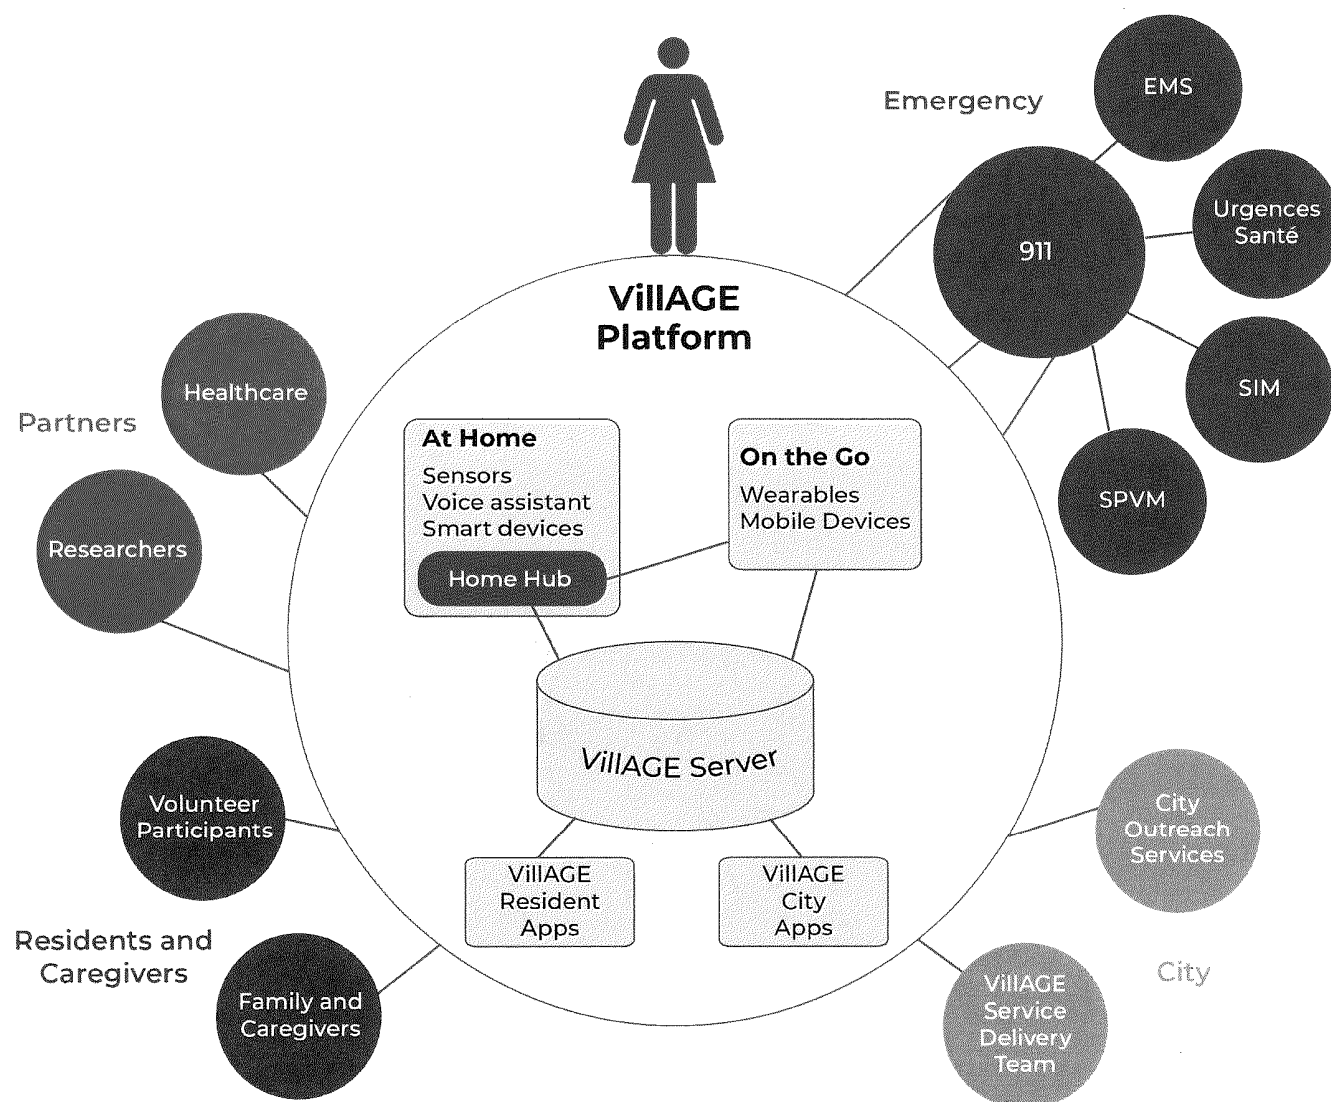 Emergency
EMS
911
Urgences
Santé
SIM
SPVM
VillAGE
Platform
Partners
Healthcare
Researchers
At Home
Sensors
Voice assistant
Smart devices
Home Hub
On the Go
Wearables
Mobile Devices
VillAGE Server
VillAGE
Resident
Apps
VillAGE
City
Apps
Volunteer
Participants
Residents and
Caregivers
Family and
Caregivers
City
Outreach
Services
City
VillAGE
Service
Delivery
Team